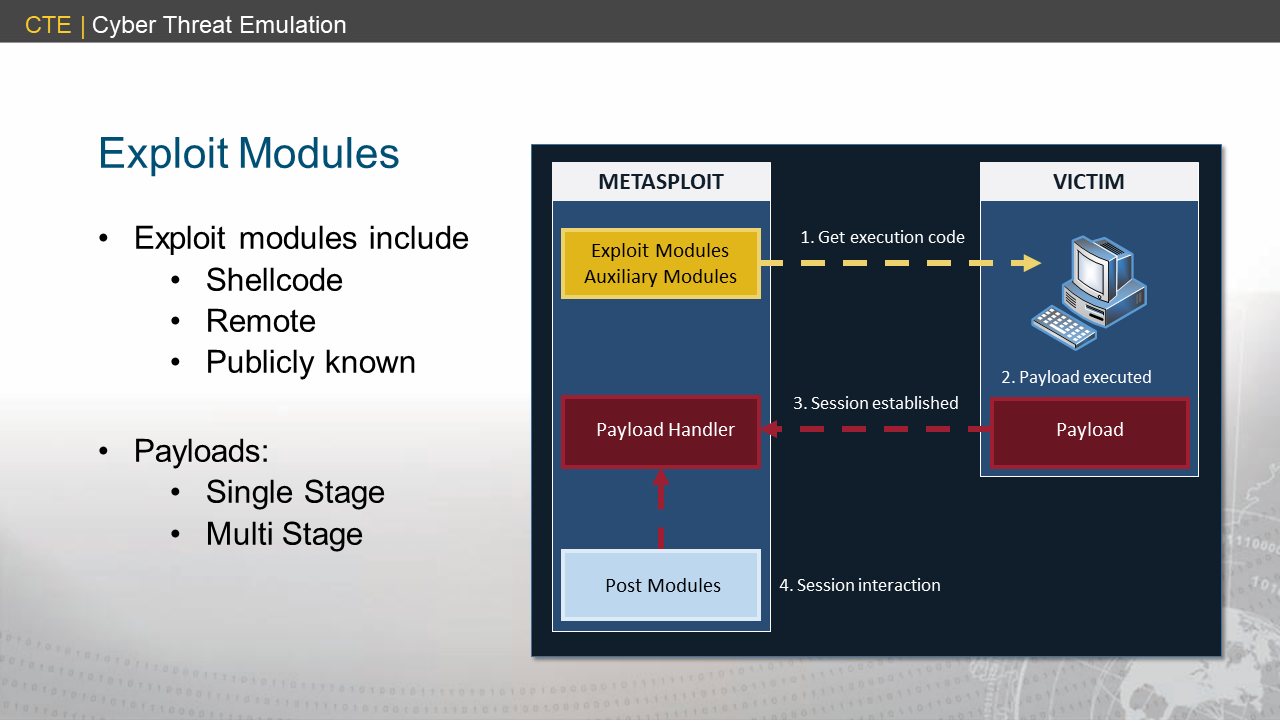 CTE | Cyber Threat Emulation
Exploit Modules
• Exploit modules include
• Shellcode
• Remote
• Publicly known
• Payloads:
• Single Stage
• Multi Stage
METASPLOIT
VICTIM
Exploit Modules
Auxiliary Modules
1. Get execution code
2. Payload executed
3. Session established
Payload Handler
Payload
Post Modules
4. Session interaction